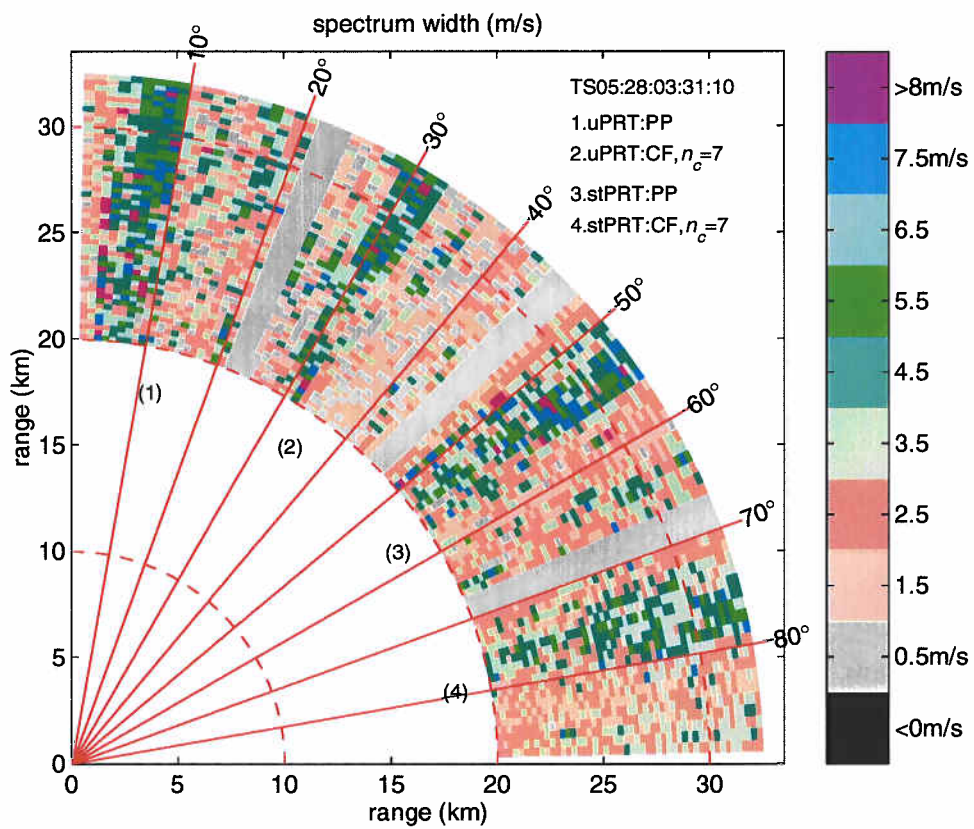 spectrum width (m/s)
10°
20°
30°
40°
50°
60°
70°
80°
TS05:28:03:31:10
1.uPRT:PP
2.uPRT:CF, n_c=7
3.stPRT:PP
4.stPRT:CF, n_c=7
(1)
(2)
(3)
(4)
range (km)
30
25
20
15
10
5
0
0 5 10 15 20 25 30
range (km)
>8m/s
7.5m/s
6.5
5.5
4.5
3.5
2.5
1.5
0.5m/s
<0m/s